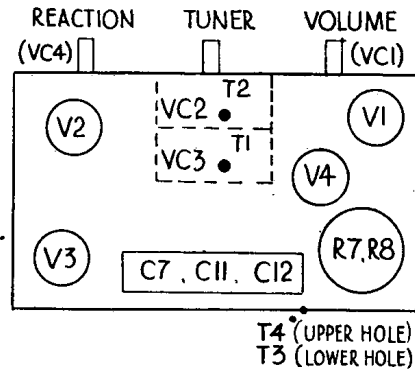 REACTION TUNER VOLUME
(VC4) (VC1)
T2
VC2 V1
V2 T1
VC3 V4
V3 R7,R8
C7, C11, C12
T4 (UPPER HOLE)
T3 (LOWER HOLE)